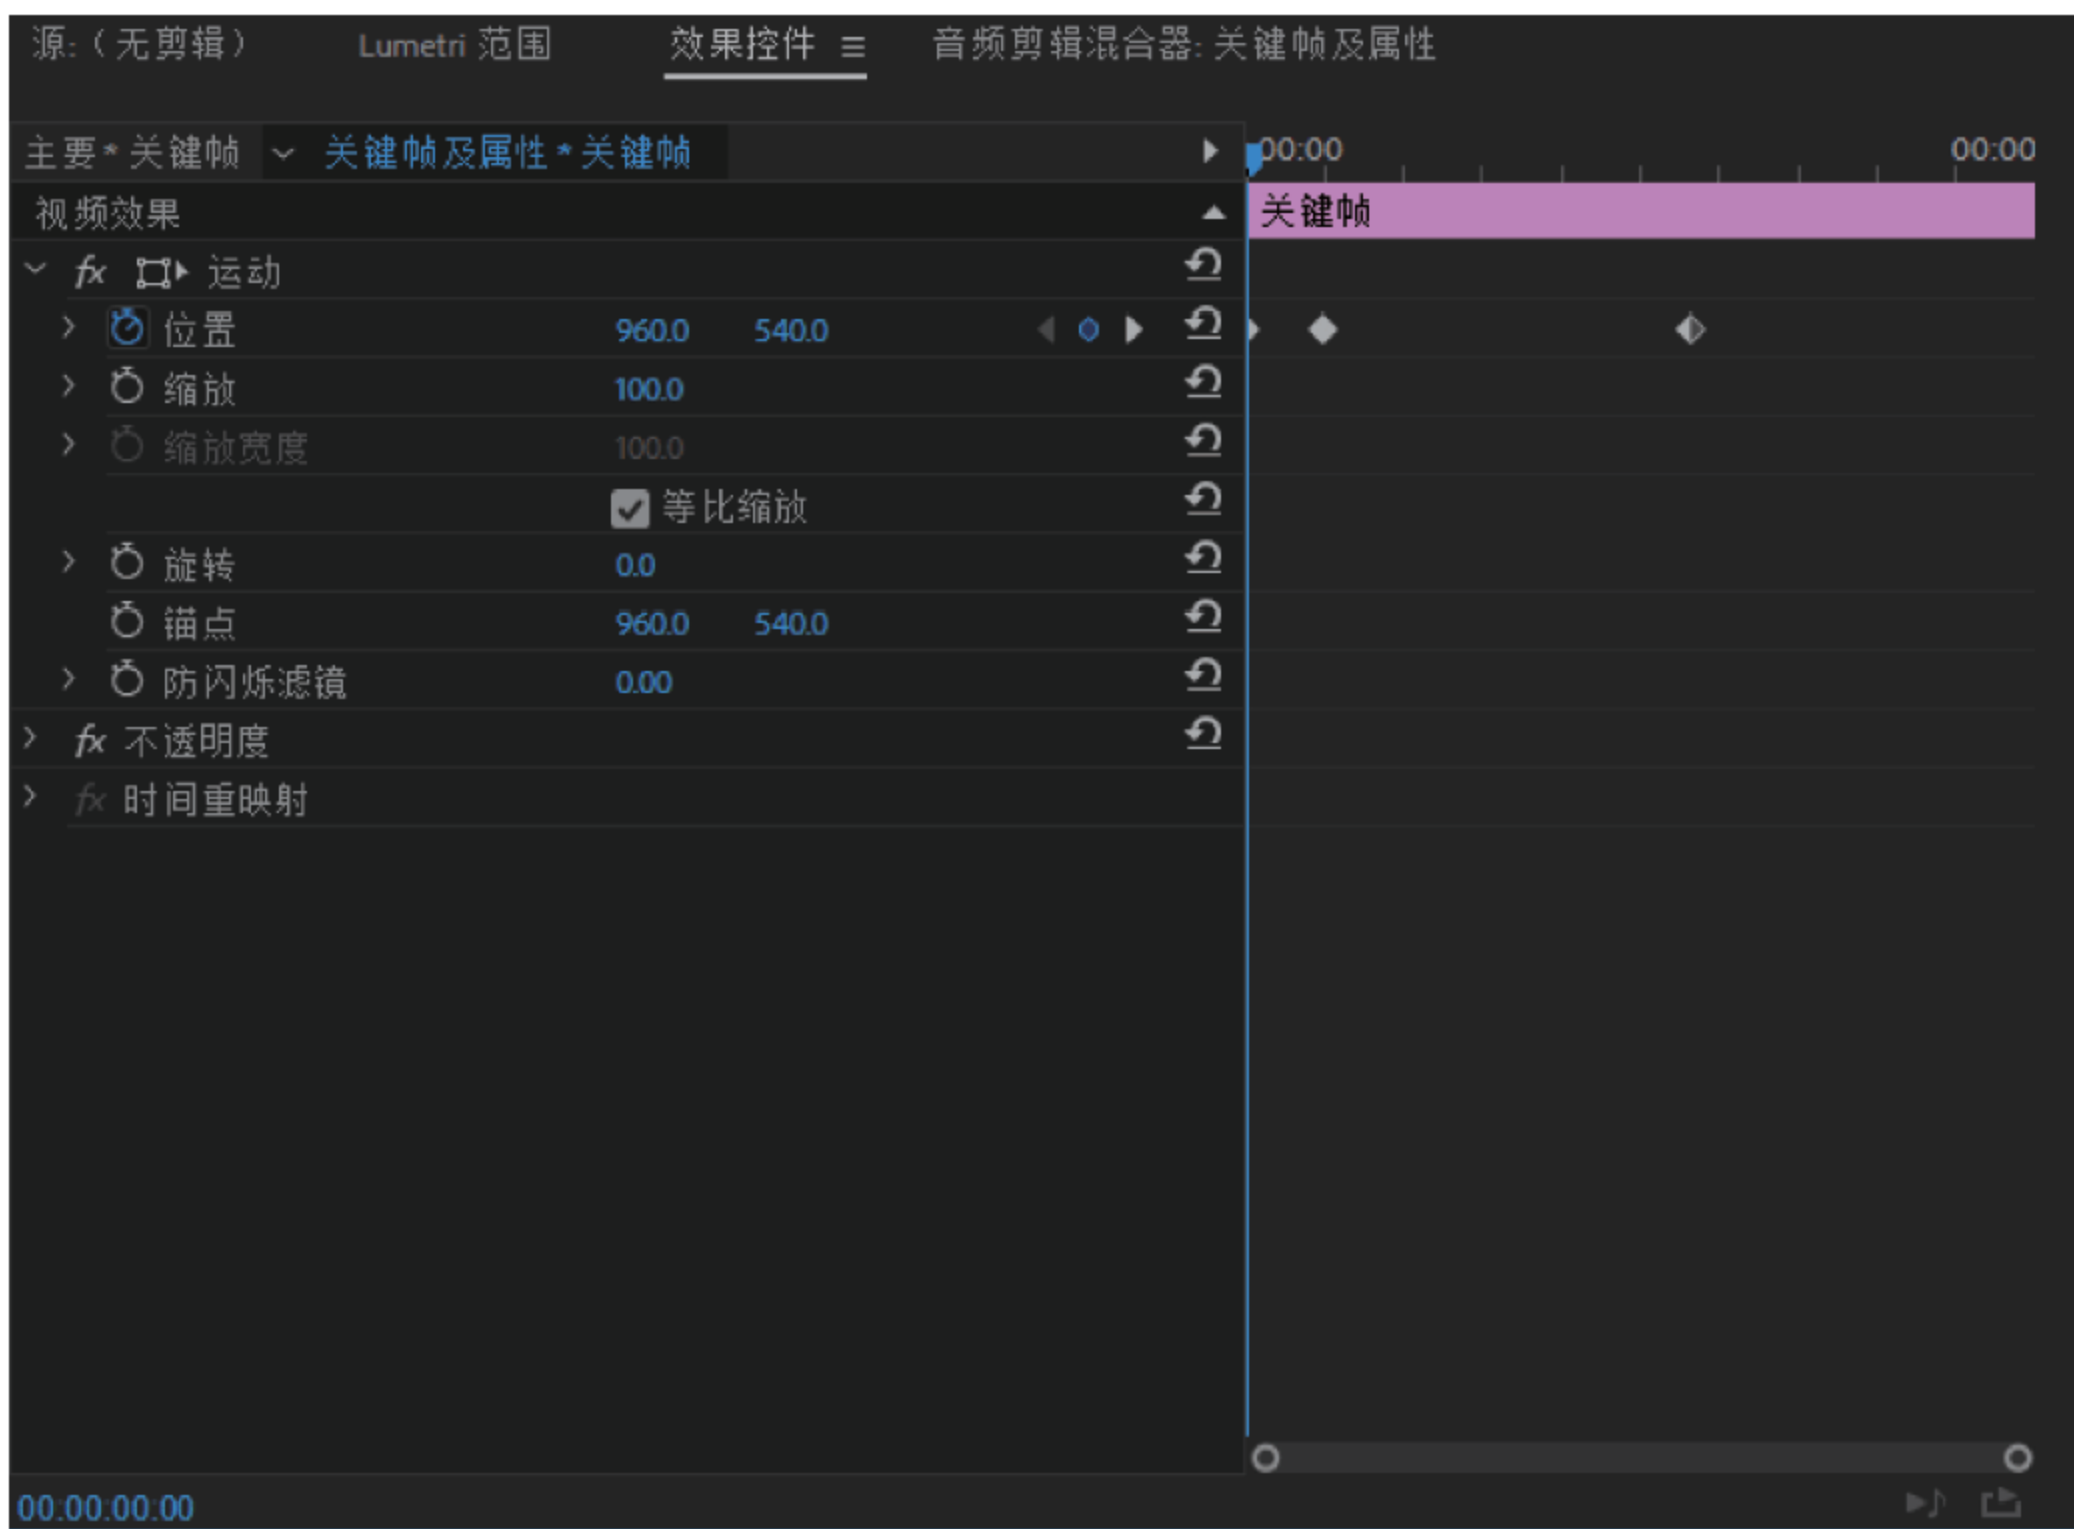 源:（无剪辑） Lumetri 范围 效果控件 音频剪辑混合器: 关键帧及属性
主要*关键帧 关键帧及属性*关键帧 00:00 00:00
视频效果 关键帧
fx 运动
位置 960.0 540.0
缩放 100.0
缩放宽度 100.0
等比缩放
旋转 0.0
锚点 960.0 540.0
防闪烁滤镜 0.00
fx 不透明度
fx 时间重映射
00:00:00:00